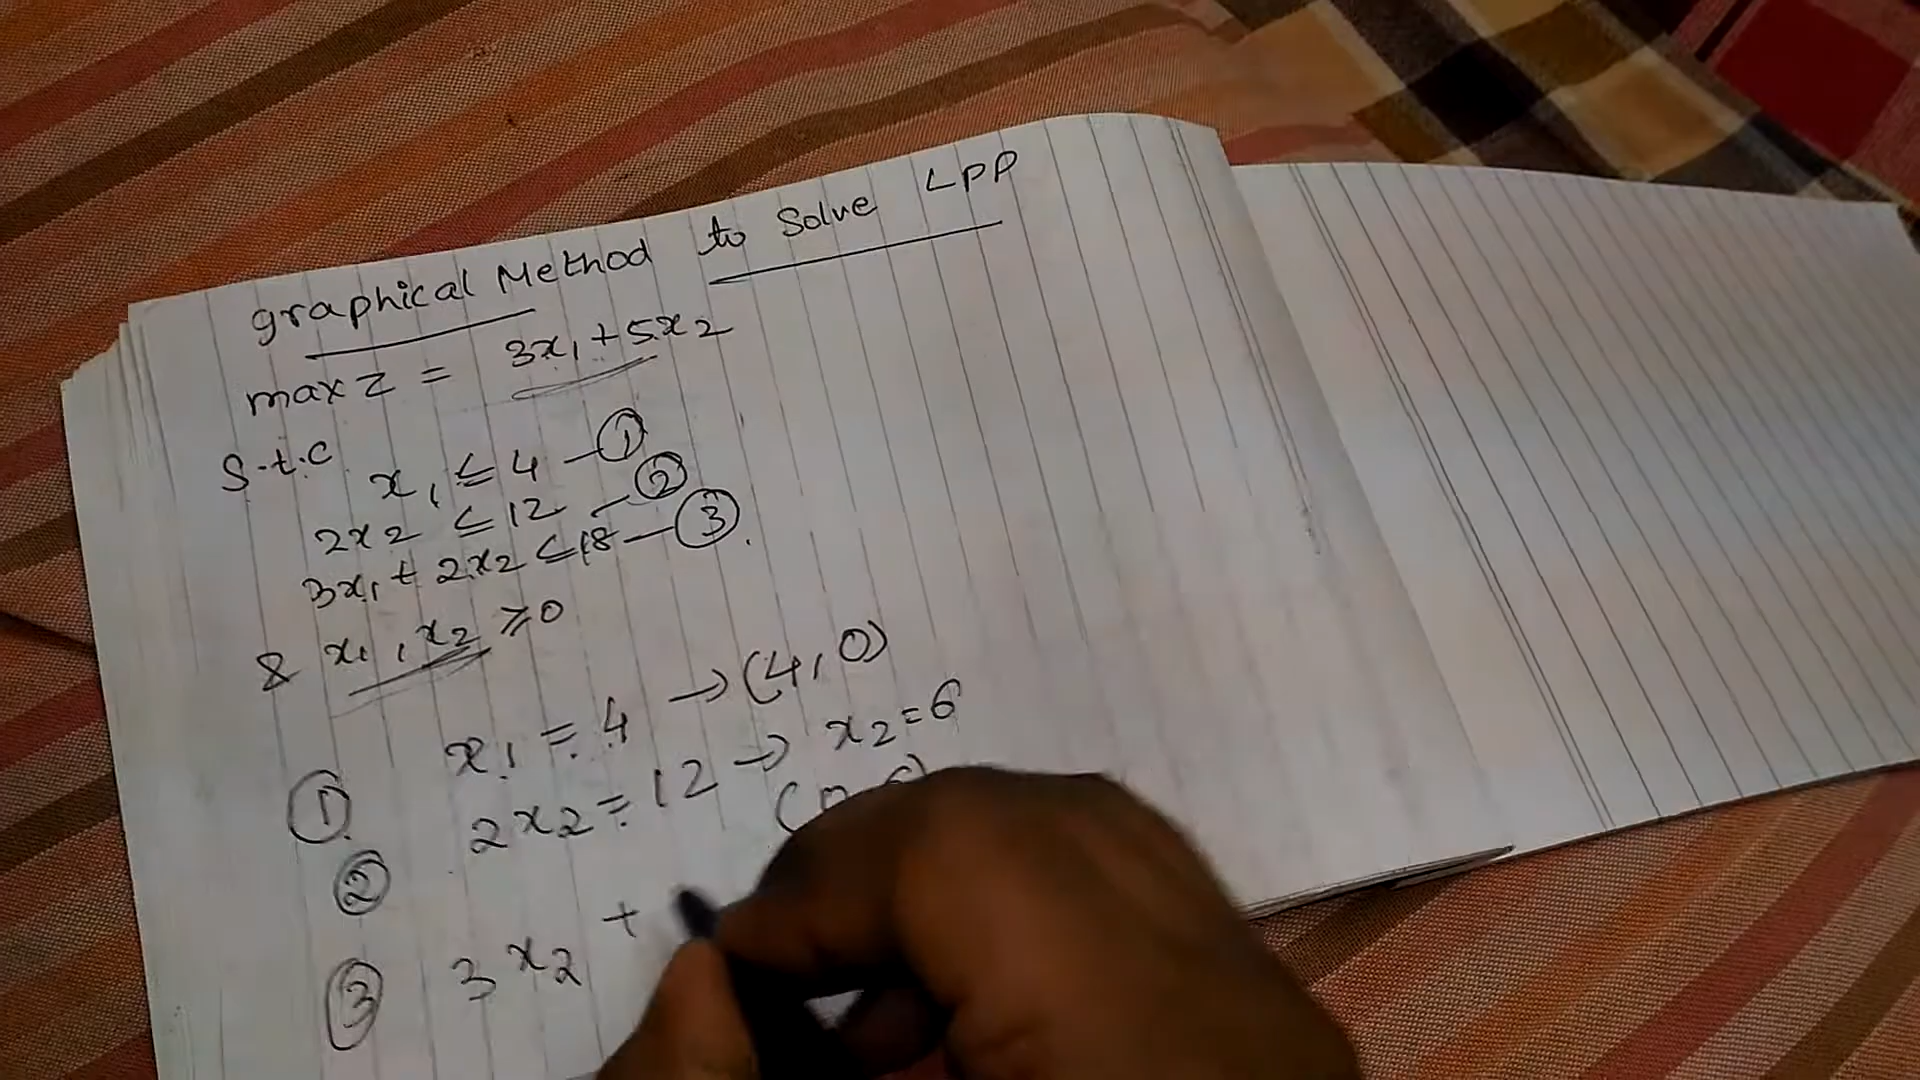 graphical Method to Solve LPP
max Z = 3x₁ + 5x₂
S.t.c
x₁ ≤ 4 — ①
2x₂ ≤ 12 — ②
3x₁ + 2x₂ ≤ 18 — ③
& x₁, x₂ ≥ 0
① x₁ = 4 → (4, 0)
② 2x₂ = 12 → x₂ = 6
③ 3x₂ +